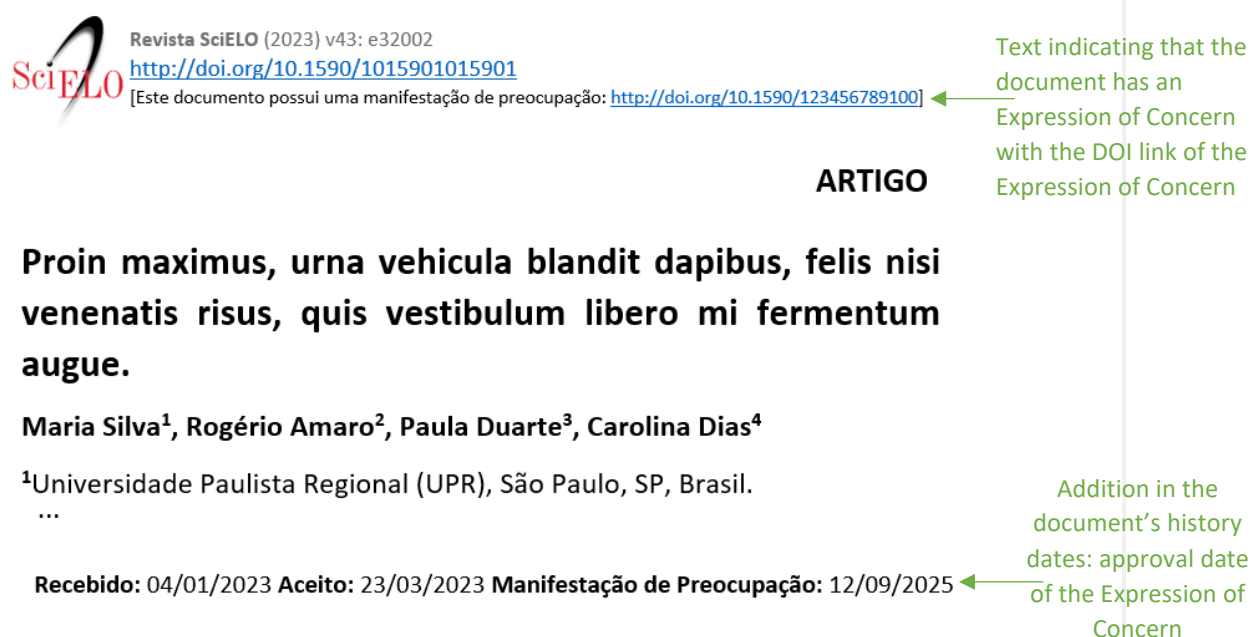 SciELO
Revista SciELO (2023) v43: e32002
http://doi.org/10.1590/1015901015901
[Este documento possui uma manifestação de preocupação: http://doi.org/10.1590/123456789100]
Text indicating that the
document has an
Expression of Concern
with the DOI link of the
Expression of Concern
ARTIGO
Proin maximus, urna vehicula blandit dapibus, felis nisi
venenatis risus, quis vestibulum libero mi fermentum
augue.
Maria Silva¹, Rogério Amaro², Paula Duarte³, Carolina Dias⁴
¹Universidade Paulista Regional (UPR), São Paulo, SP, Brasil.
...
Recebido: 04/01/2023 Aceito: 23/03/2023 Manifestação de Preocupação: 12/09/2025
Addition in the
document’s history
dates: approval date
of the Expression of
Concern